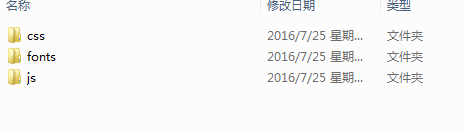 名称 修改日期 类型
css 2016/7/25 星期... 文件夹
fonts 2016/7/25 星期... 文件夹
js 2016/7/25 星期... 文件夹